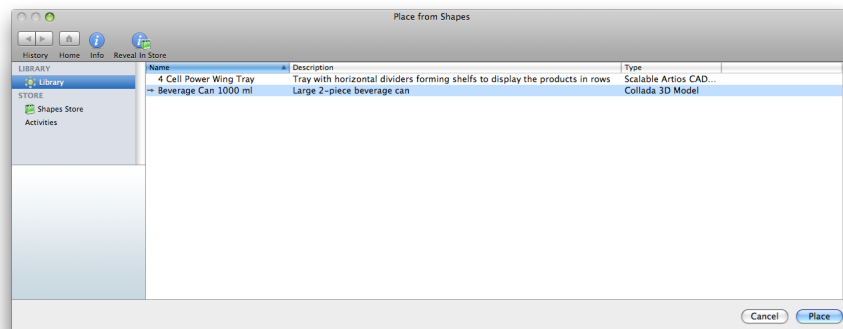 Place from Shapes
History Home Info Reveal In Store
LIBRARY
Library
STORE
Shapes Store
Activities
Name Description Type
4 Cell Power Wing Tray Tray with horizontal dividers forming shelfs to display the products in rows Scalable Artios CAD...
Beverage Can 1000 ml Large 2-piece beverage can Collada 3D Model
Cancel Place